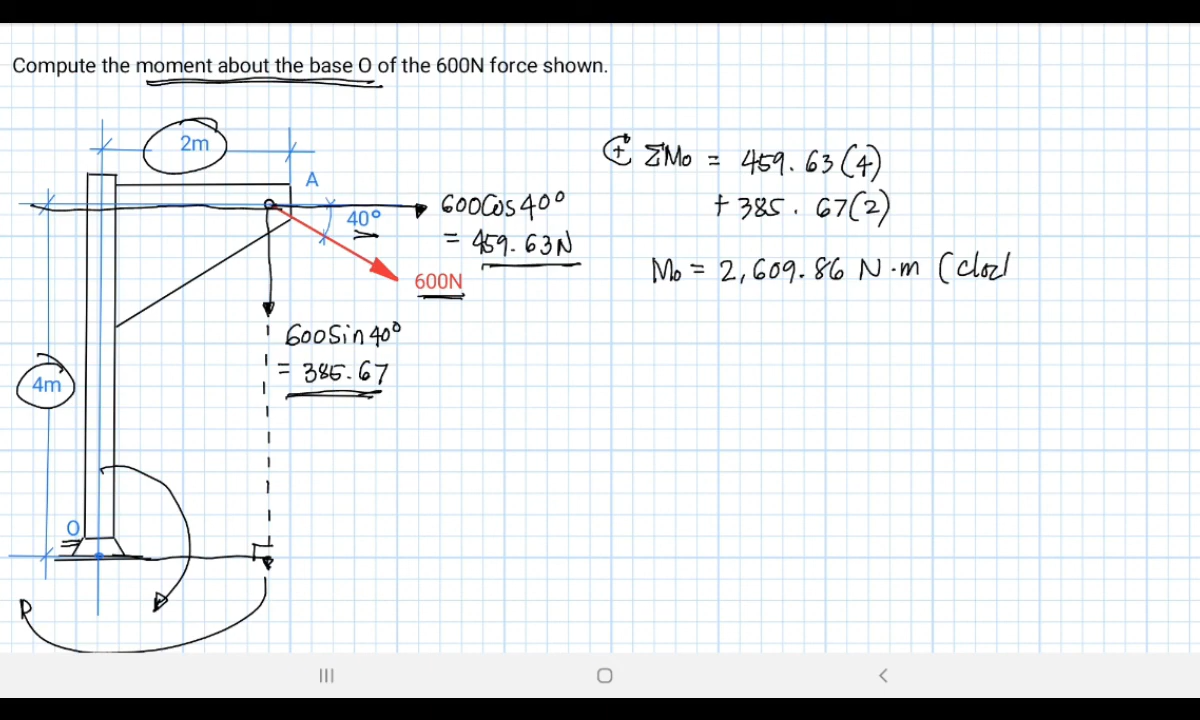 Compute the moment about the base O of the 600N force shown.
2m
A
40°
600Cos40°
= 459.63N
600N
600Sin40°
= 385.67
4m
O
+ ΣMo = 459.63(4)
+ 385.67(2)
Mo = 2,609.86 N·m (